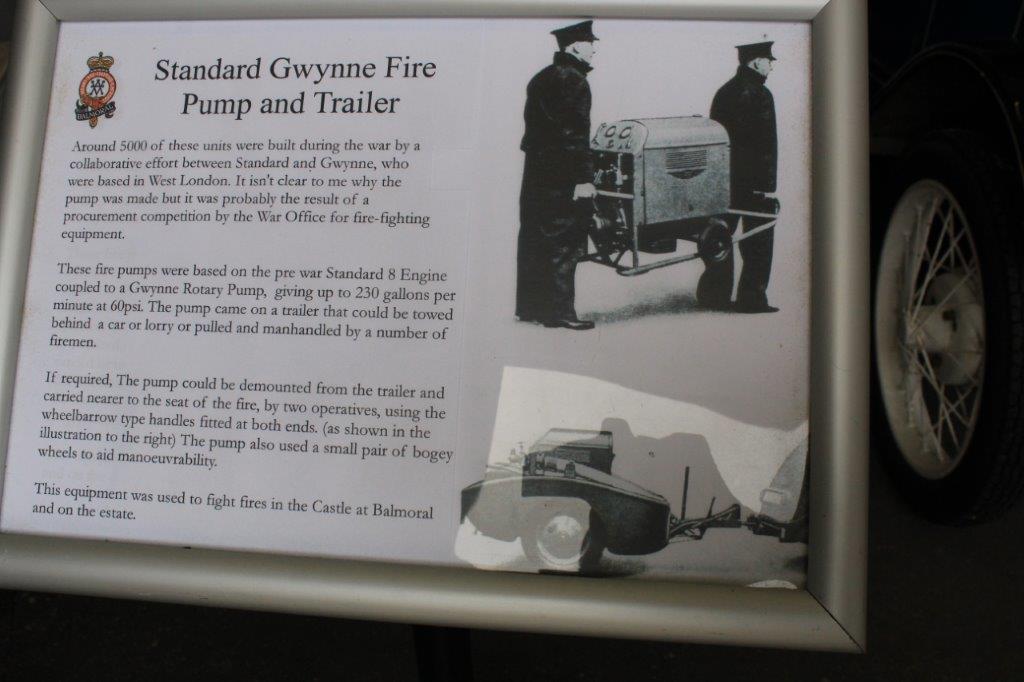 Standard Gwynne Fire
Pump and Trailer
BALMORAL
Around 5000 of these units were built during the war by a
collaborative effort between Standard and Gwynne, who
were based in West London. It isn't clear to me why the
pump was made but it was probably the result of a
procurement competition by the War Office for fire-fighting
equipment.
These fire pumps were based on the pre war Standard 8 Engine
coupled to a Gwynne Rotary Pump, giving up to 230 gallons per
minute at 60psi. The pump came on a trailer that could be towed
behind a car or lorry or pulled and manhandled by a number of
firemen.
If required, The pump could be demounted from the trailer and
carried nearer to the seat of the fire, by two operatives, using the
wheelbarrow type handles fitted at both ends. (as shown in the
illustration to the right) The pump also used a small pair of bogey
wheels to aid manoeuvrability.
This equipment was used to fight fires in the Castle at Balmoral
and on the estate.